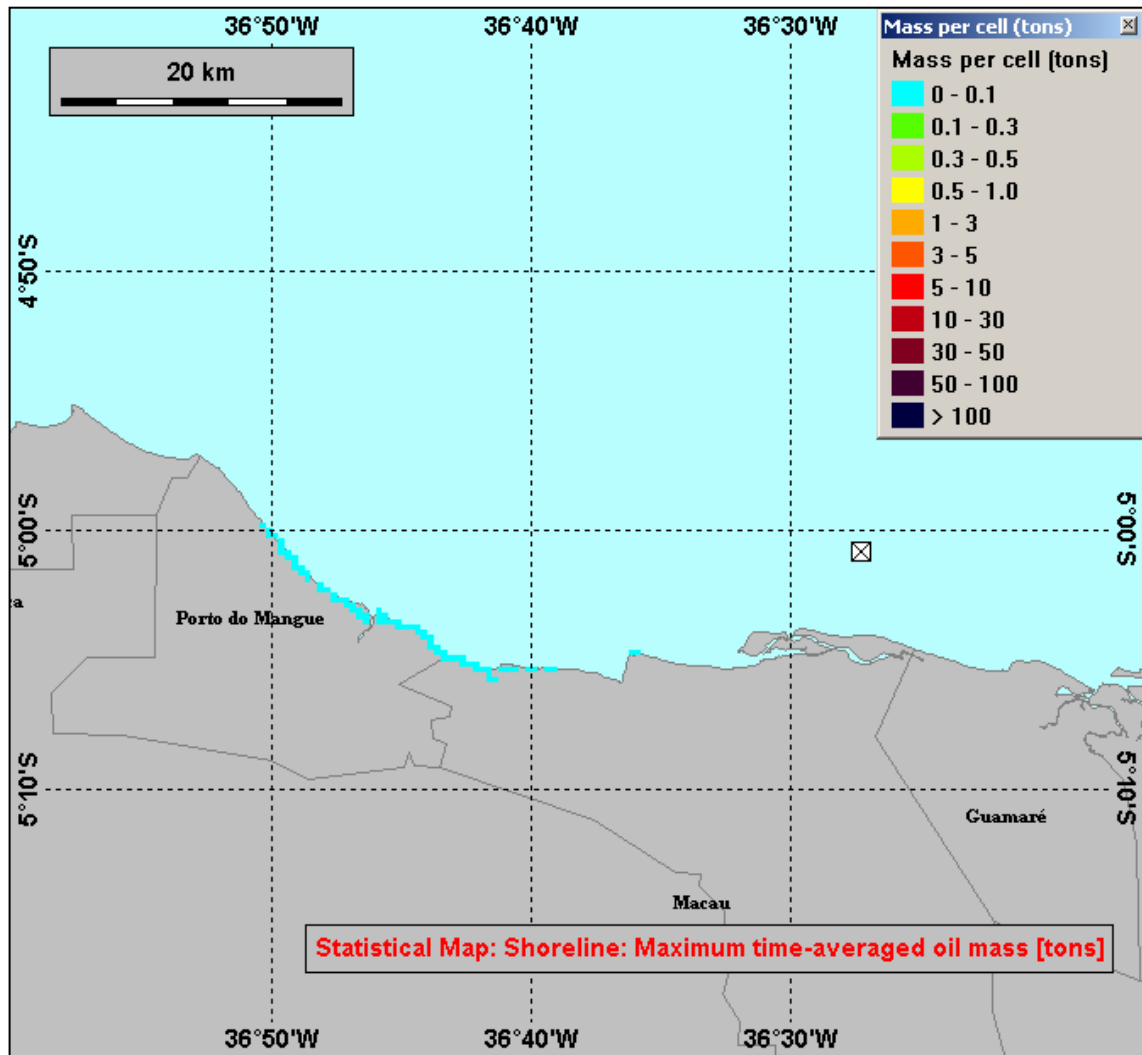 36°50'W 36°40'W 36°30'W
Mass per cell (tons)
20 km
Mass per cell (tons)
0 - 0.1
0.1 - 0.3
0.3 - 0.5
0.5 - 1.0
1 - 3
3 - 5
5 - 10
10 - 30
30 - 50
50 - 100
> 100
4°50'S
5°00'S
5°00'S
a
Porto do Mangue
5°10'S
5°10'S
Guamaré
Macau
Statistical Map: Shoreline: Maximum time-averaged oil mass [tons]
36°50'W 36°40'W 36°30'W